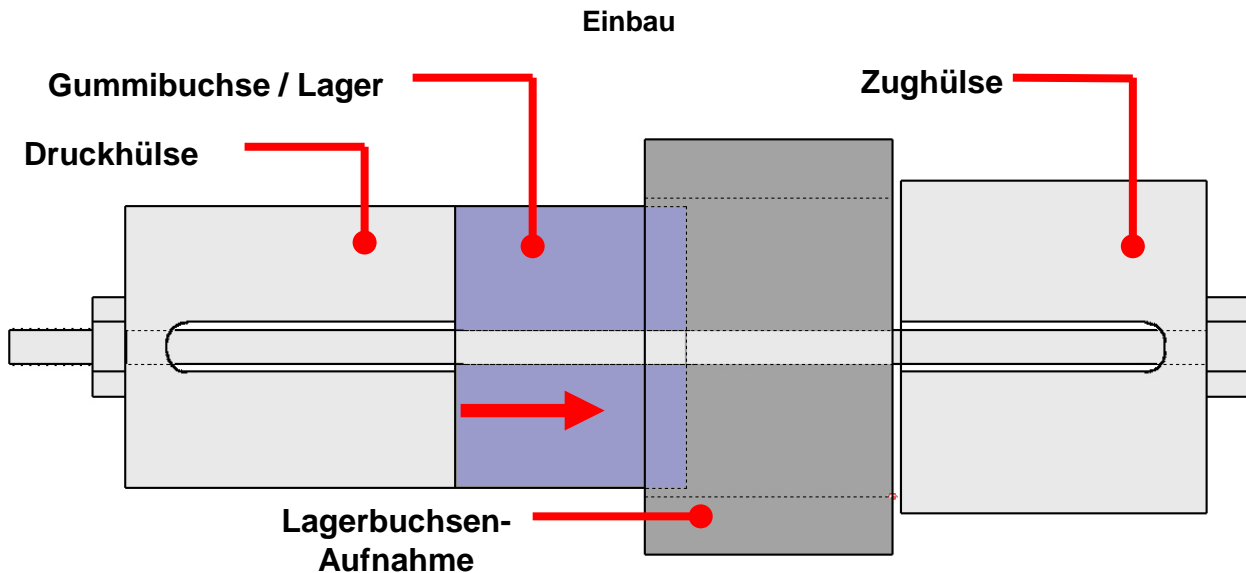 Einbau
Gummibuchse / Lager
Zughülse
Druckhülse
Lagerbuchsen-
Aufnahme